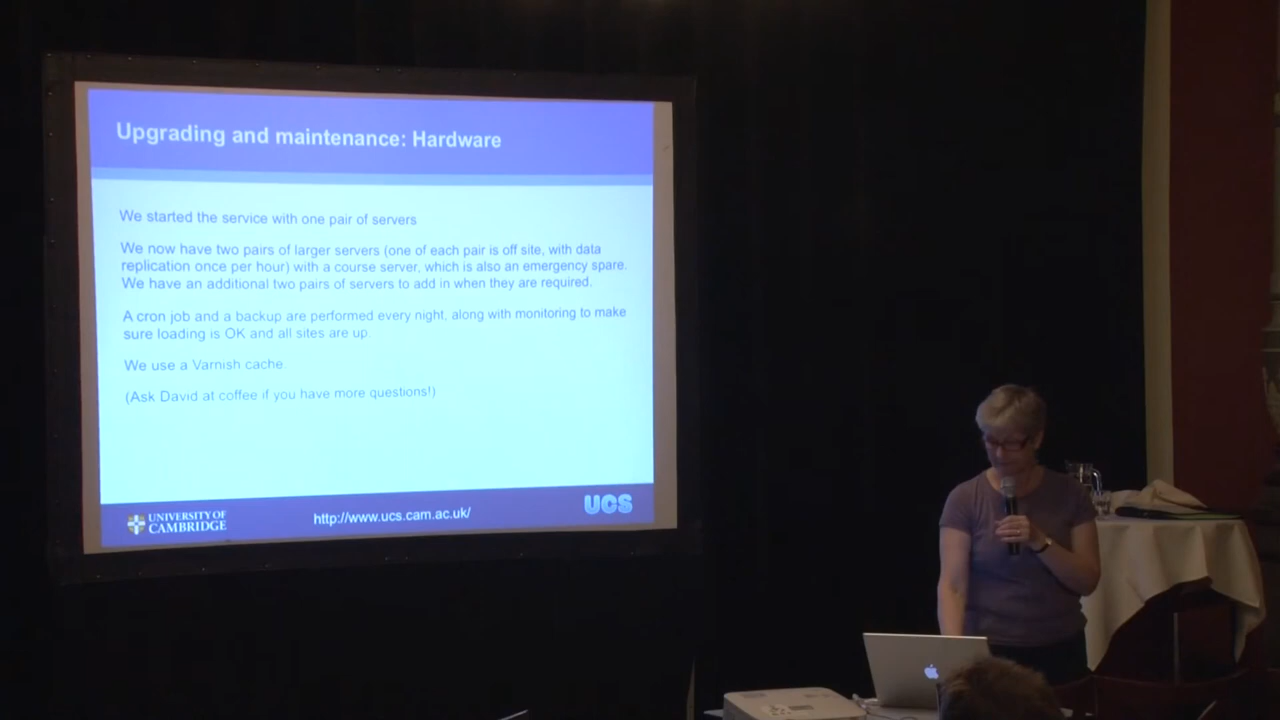 Upgrading and maintenance: Hardware
We started the service with one pair of servers
We now have two pairs of larger servers (one of each pair is off site, with data
replication once per hour) with a course server, which is also an emergency spare.
We have an additional two pairs of servers to add in when they are required.
A cron job and a backup are performed every night, along with monitoring to make
sure loading is OK and all sites are up.
We use a Varnish cache.
(Ask David at coffee if you have more questions!)
UNIVERSITY OF
CAMBRIDGE
http://www.ucs.cam.ac.uk/
UCS